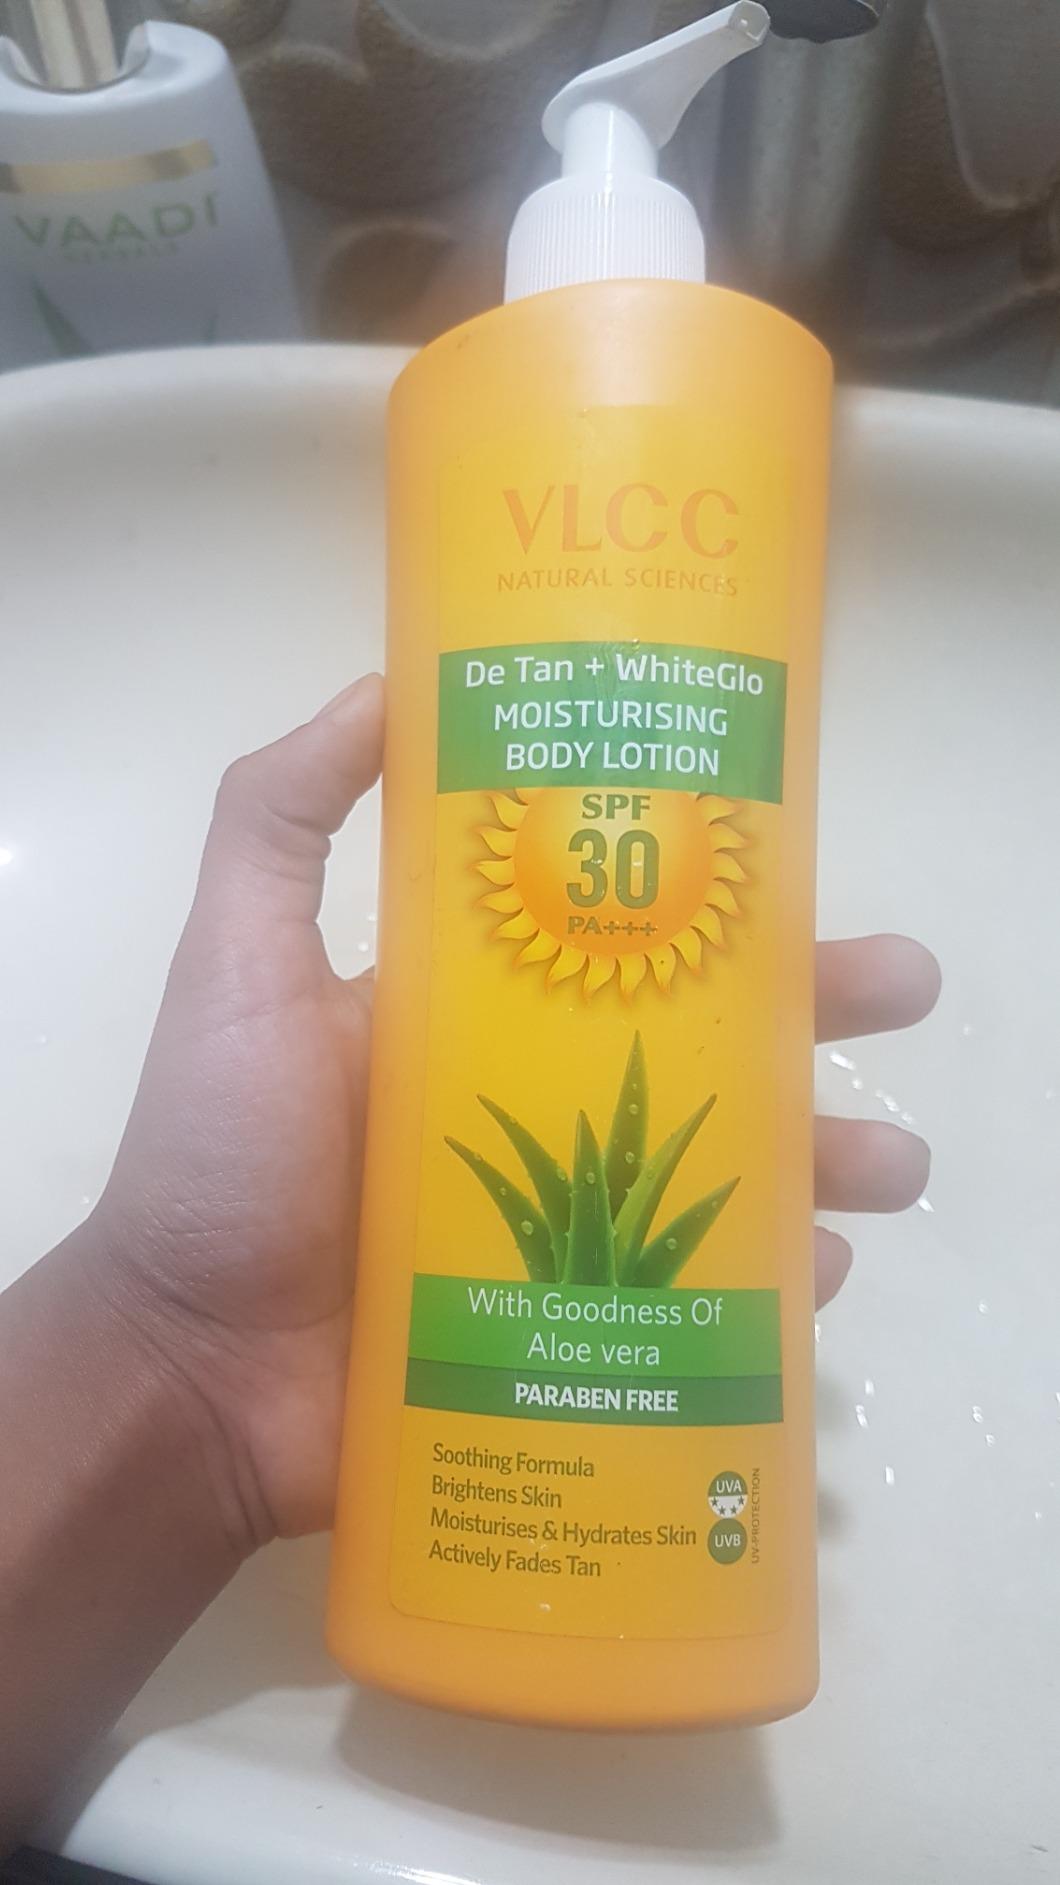 VAADI
HERBALS
VLCC
NATURAL SCIENCES
De Tan + WhiteGlo
MOISTURISING
BODY LOTION
SPF
30
PA+++
With Goodness Of
Aloe vera
PARABEN FREE
Soothing Formula
Brightens Skin
Moisturises & Hydrates Skin
Actively Fades Tan
UVA
UVB
UV-PROTECTION